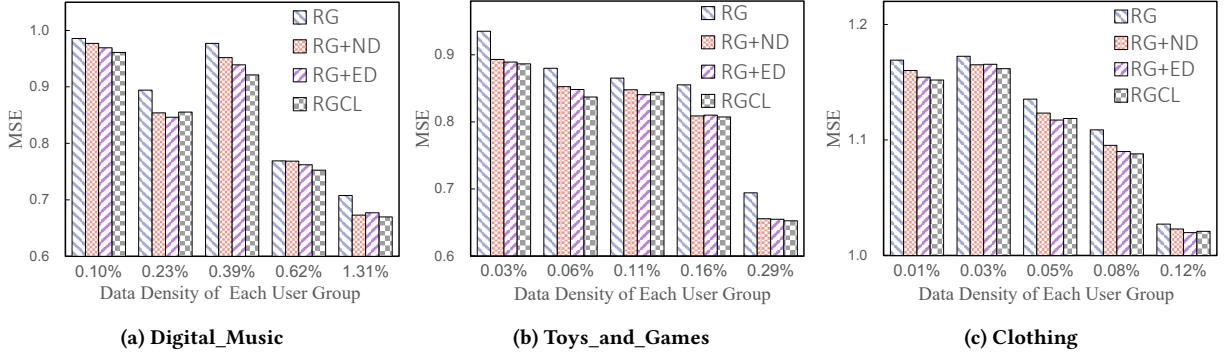 MSE
1.0
0.9
0.8
0.7
0.6
RG
RG+ND
RG+ED
RGCL
0.10% 0.23% 0.39% 0.62% 1.31%
Data Density of Each User Group
(a) Digital_Music
MSE
1.0
0.9
0.8
0.7
0.6
RG
RG+ND
RG+ED
RGCL
0.03% 0.06% 0.11% 0.16% 0.29%
Data Density of Each User Group
(b) Toys_and_Games
MSE
1.2
1.1
1.0
RG
RG+ND
RG+ED
RGCL
0.01% 0.03% 0.05% 0.08% 0.12%
Data Density of Each User Group
(c) Clothing